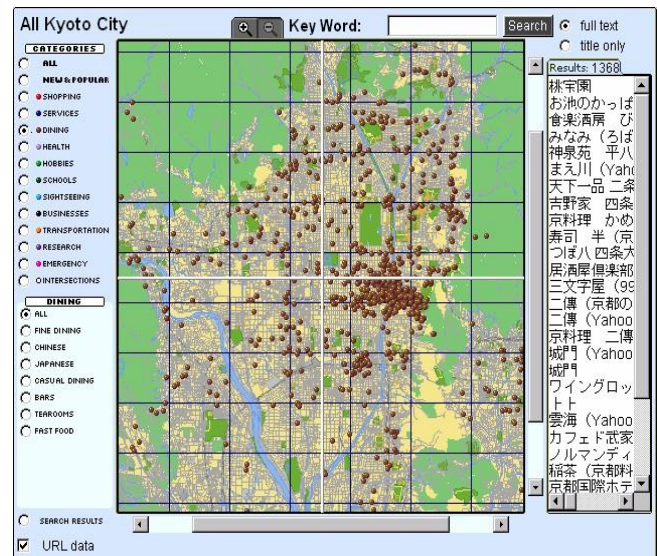 All Kyoto City
Key Word:
Search
full text
title only
CATEGORIES
ALL
NEW & POPULAR
SHOPPING
SERVICES
DINING
HEALTH
HOBBIES
SCHOOLS
SIGHTSEEING
BUSINESSES
TRANSPORTATION
RESEARCH
EMERGENCY
INTERSECTIONS
DINING
ALL
FINE DINING
CHINESE
JAPANESE
CASUAL DINING
BARS
TEAROOMS
FAST FOOD
SEARCH RESULTS
URL data
Results: 1368
桃宝園
お池のかっぱ
食楽酒房 び
みなみ（ろば
神泉苑 平八
まえ川（Yaho
天下一品 二条
吉野家 四条
京料理 かめ
寿司 半（京
つぼ八 四条大
居酒屋倶楽部
三文字屋（99
二傳（京都の
二傳（Yahoo
京料理 二傳
城門（Yahoo
城門
ワイングロッ
トト
雲海（Yahoo
カフェド武家
ノルマンディ
稲茶（京都料
京都国際ホテ